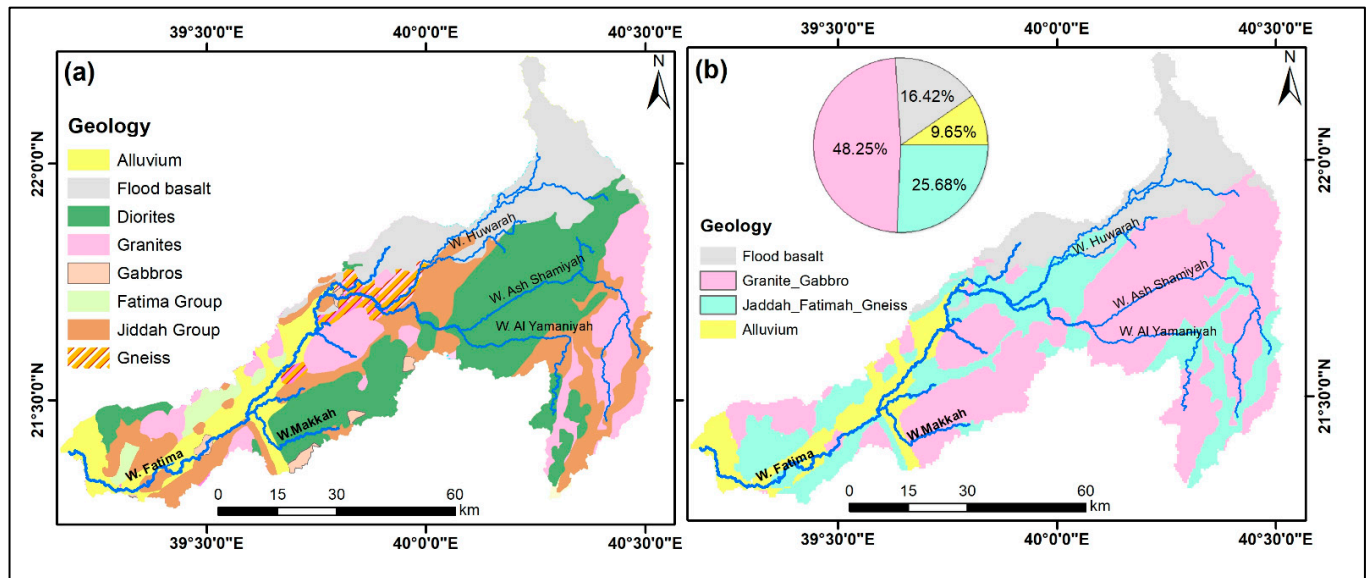 (a)
39°30'0"E
40°0'0"E
40°30'0"E
N
22°0'0"N
21°30'0"N
Geology
Alluvium
Flood basalt
Diorites
Granites
Gabbros
Fatima Group
Jiddah Group
Gneiss
W. Huwarah
W. Ash Shamiyah
W. Al Yamaniyah
W.Makkah
W. Fatima
0 15 30 60
km
39°30'0"E
40°0'0"E
40°30'0"E
(b)
39°30'0"E
40°0'0"E
40°30'0"E
N
16.42%
9.65%
48.25%
25.68%
22°0'0"N
21°30'0"N
Geology
Flood basalt
Granite_Gabbro
Jaddah_Fatimah_Gneiss
Alluvium
W. Huwarah
W. Ash Shamiyah
W. Al Yamaniyah
W.Makkah
W. Fatima
0 15 30 60
km
39°30'0"E
40°0'0"E
40°30'0"E